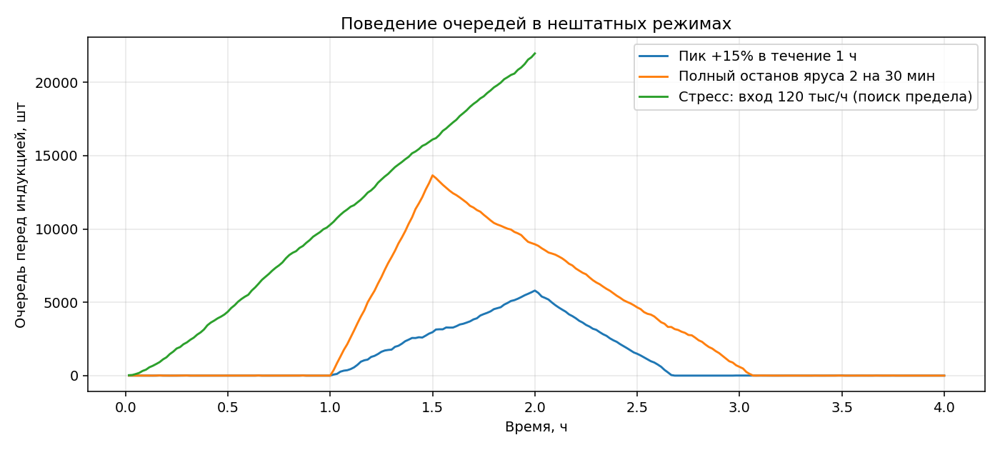 Поведение очередей в нештатных режимах
Пик +15% в течение 1 ч
Полный останов яруса 2 на 30 мин
Стресс: вход 120 тыс/ч (поиск предела)
Очередь перед индукцией, шт
20000
15000
10000
5000
0
0.0 0.5 1.0 1.5 2.0 2.5 3.0 3.5 4.0
Время, ч